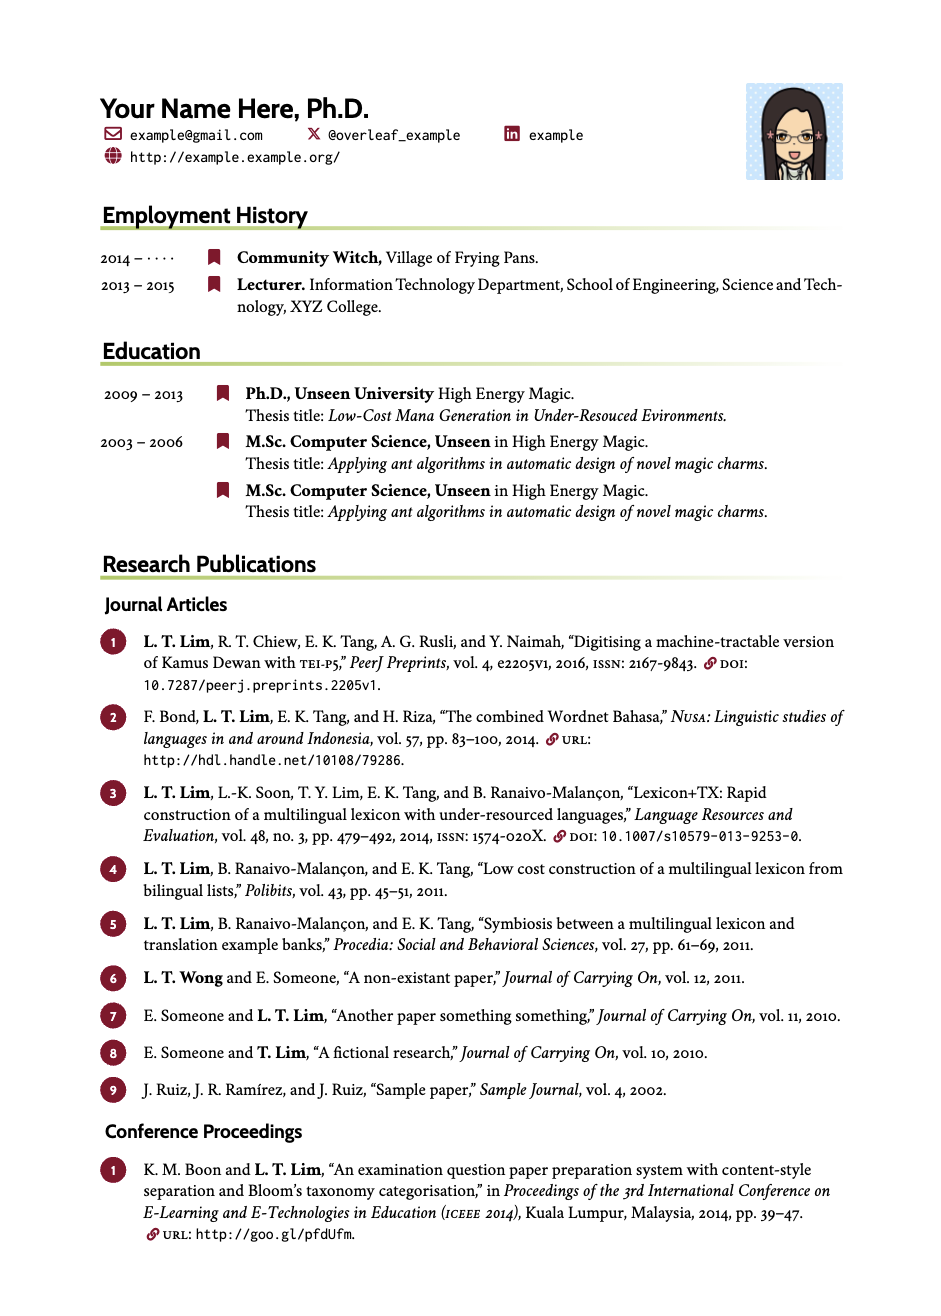 Your Name Here, Ph.D.
example@gmail.com @overleaf_example example
http://example.example.org/
Employment History
2014 – · · · · Community Witch, Village of Frying Pans.
2013 – 2015 Lecturer. Information Technology Department, School of Engineering, Science and Tech-
nology, XYZ College.
Education
2009 – 2013 Ph.D., Unseen University High Energy Magic.
Thesis title: Low-Cost Mana Generation in Under-Resouced Evironments.
2003 – 2006 M.Sc. Computer Science, Unseen in High Energy Magic.
Thesis title: Applying ant algorithms in automatic design of novel magic charms.
M.Sc. Computer Science, Unseen in High Energy Magic.
Thesis title: Applying ant algorithms in automatic design of novel magic charms.
Research Publications
Journal Articles
1 L. T. Lim, R. T. Chiew, E. K. Tang, A. G. Rusli, and Y. Naimah, “Digitising a machine-tractable version
of Kamus Dewan with TEI-P5,” PeerJ Preprints, vol. 4, e2205v1, 2016, ISSN: 2167-9843. DOI:
10.7287/peerj.preprints.2205v1.
2 F. Bond, L. T. Lim, E. K. Tang, and H. Riza, “The combined Wordnet Bahasa,” NUSA: Linguistic studies of
languages in and around Indonesia, vol. 57, pp. 83–100, 2014. URL:
http://hdl.handle.net/10108/79286.
3 L. T. Lim, L.-K. Soon, T. Y. Lim, E. K. Tang, and B. Ranaivo-Malançon, “Lexicon+TX: Rapid
construction of a multilingual lexicon with under-resourced languages,” Language Resources and
Evaluation, vol. 48, no. 3, pp. 479–492, 2014, ISSN: 1574-020X. DOI: 10.1007/s10579-013-9253-0.
4 L. T. Lim, B. Ranaivo-Malançon, and E. K. Tang, “Low cost construction of a multilingual lexicon from
bilingual lists,” Polibits, vol. 43, pp. 45–51, 2011.
5 L. T. Lim, B. Ranaivo-Malançon, and E. K. Tang, “Symbiosis between a multilingual lexicon and
translation example banks,” Procedia: Social and Behavioral Sciences, vol. 27, pp. 61–69, 2011.
6 L. T. Wong and E. Someone, “A non-existant paper,” Journal of Carrying On, vol. 12, 2011.
7 E. Someone and L. T. Lim, “Another paper something something,” Journal of Carrying On, vol. 11, 2010.
8 E. Someone and T. Lim, “A fictional research,” Journal of Carrying On, vol. 10, 2010.
9 J. Ruiz, J. R. Ramírez, and J. Ruiz, “Sample paper,” Sample Journal, vol. 4, 2002.
Conference Proceedings
1 K. M. Boon and L. T. Lim, “An examination question paper preparation system with content-style
separation and Bloom’s taxonomy categorisation,” in Proceedings of the 3rd International Conference on
E-Learning and E-Technologies in Education (ICEEE 2014), Kuala Lumpur, Malaysia, 2014, pp. 39–47.
URL: http://goo.gl/pfdUfm.